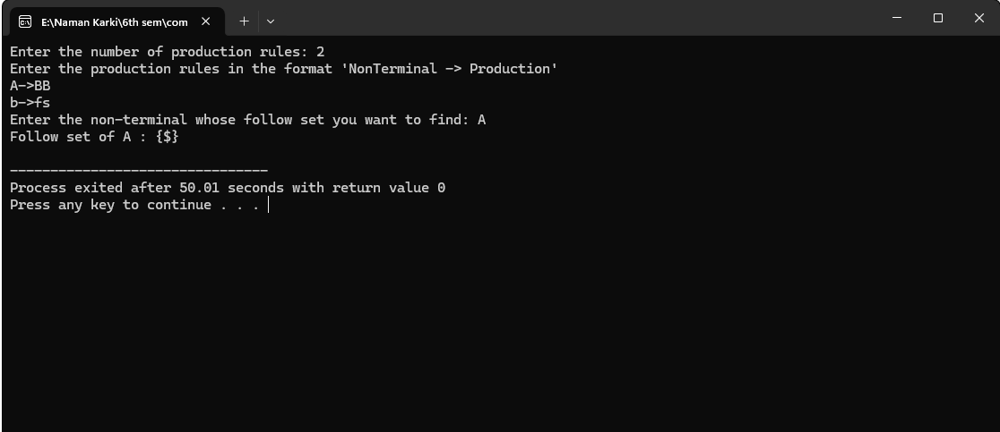 E:\Naman Karki\6th sem\com
Enter the number of production rules: 2
Enter the production rules in the format 'NonTerminal -> Production'
A->BB
b->fs
Enter the non-terminal whose follow set you want to find: A
Follow set of A : {$}
--------------------------------
Process exited after 50.01 seconds with return value 0
Press any key to continue . . .